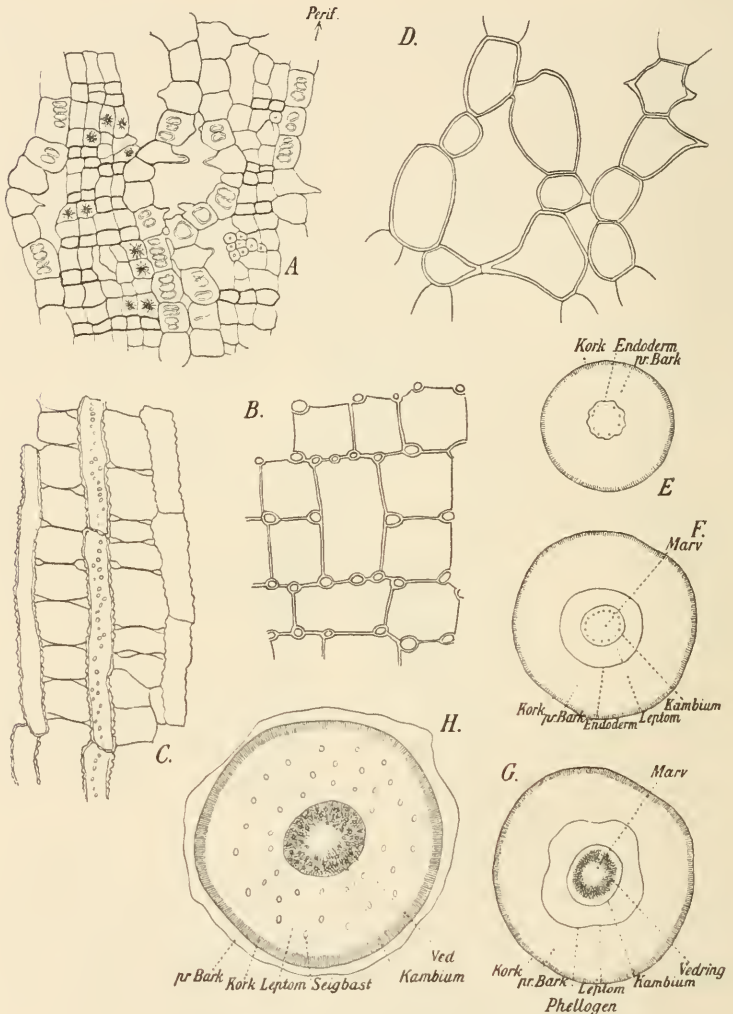 Perif.
D.
A
Kork Endoderm
pr. Bark
B.
E
F.
Marv
Kork
pr. Bark
Endoderm
Leptom
Kambium
C.
H.
G.
Marv
pr. Bark
Kork
Leptom
Seigbast
Ved
Kambium
Kork
pr. Bark
Leptom
Kambium
Vedring
Phellogen